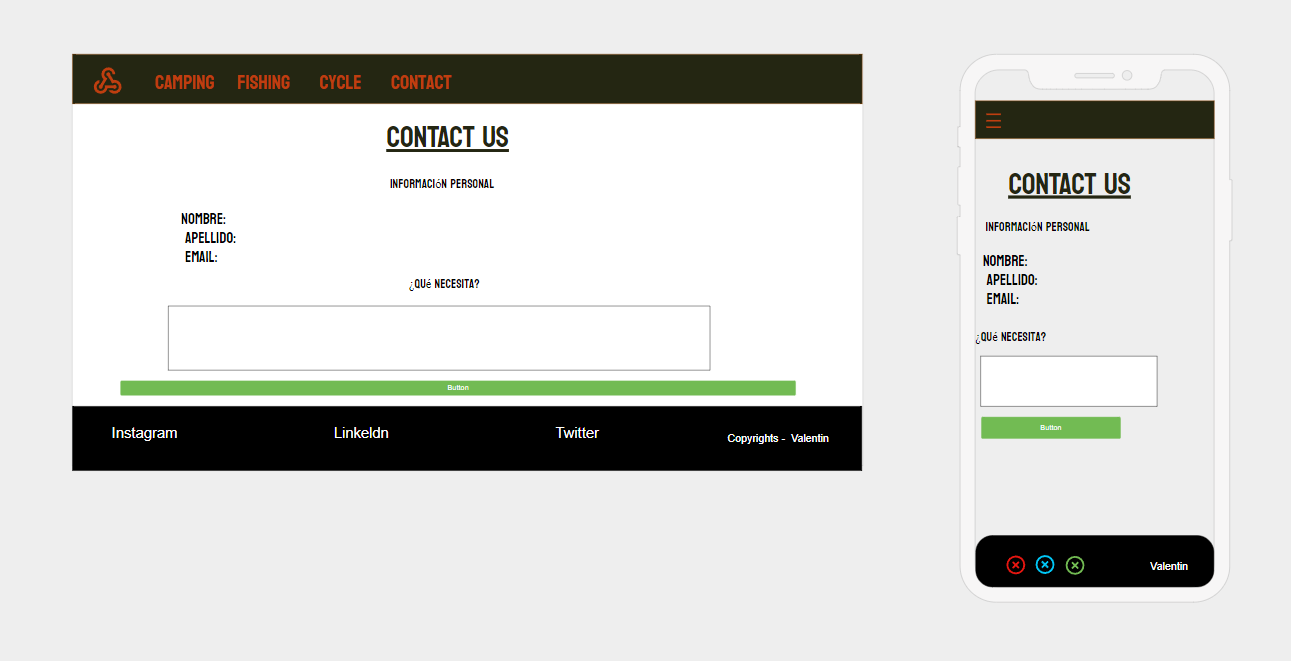 CAMPING FISHING CYCLE CONTACT
CONTACT US
INFORMACIóN PERSONAL
NOMBRE:
APELLIDO:
EMAIL:
¿QUé NECESITA?
Button
Instagram Linkeldn Twitter Copyrights - Valentin
CONTACT US
INFORMACIóN PERSONAL
NOMBRE:
APELLIDO:
EMAIL:
¿QUé NECESITA?
Button
Valentin